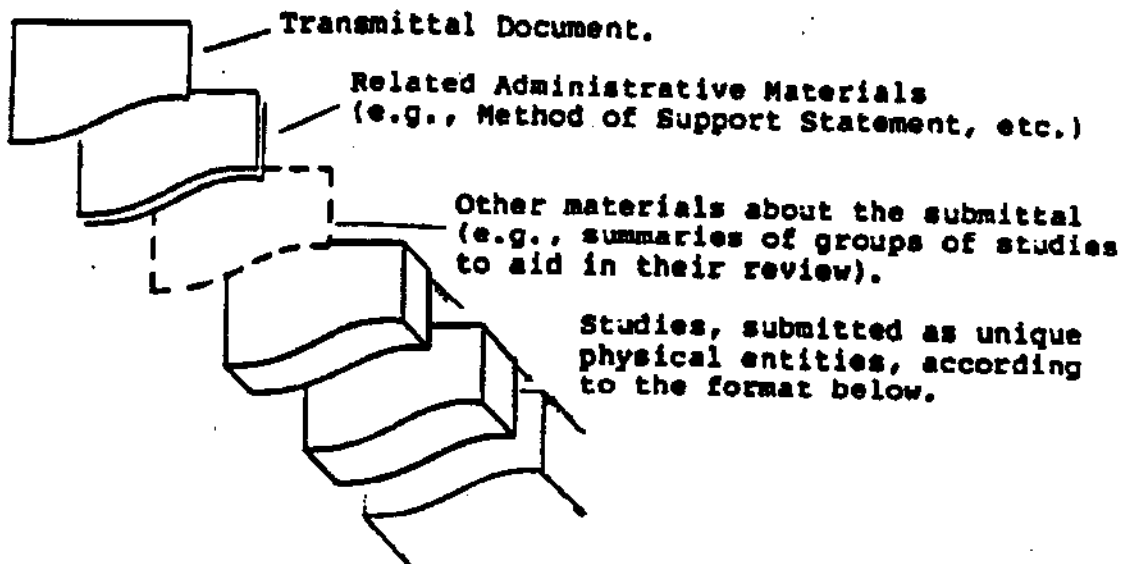 Transmittal Document.
Related Administrative Materials
(e.g., Method of Support Statement, etc.)
Other materials about the submittal
(e.g., summaries of groups of studies
to aid in their review).
Studies, submitted as unique
physical entities, according
to the format below.